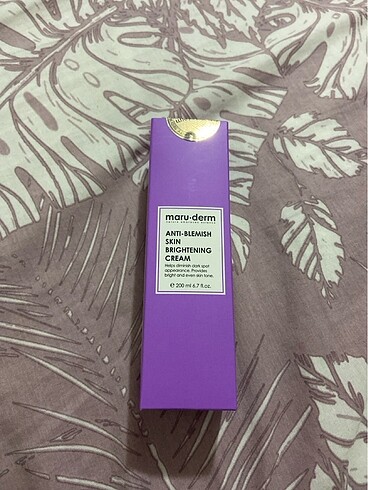 maru·derm
ANTI-BLEMISH
SKIN
BRIGHTENING
CREAM
Helps diminish dark spot
appearance. Provides
bright and even skin tone.
℮ 200 ml 6.7 fl.oz.